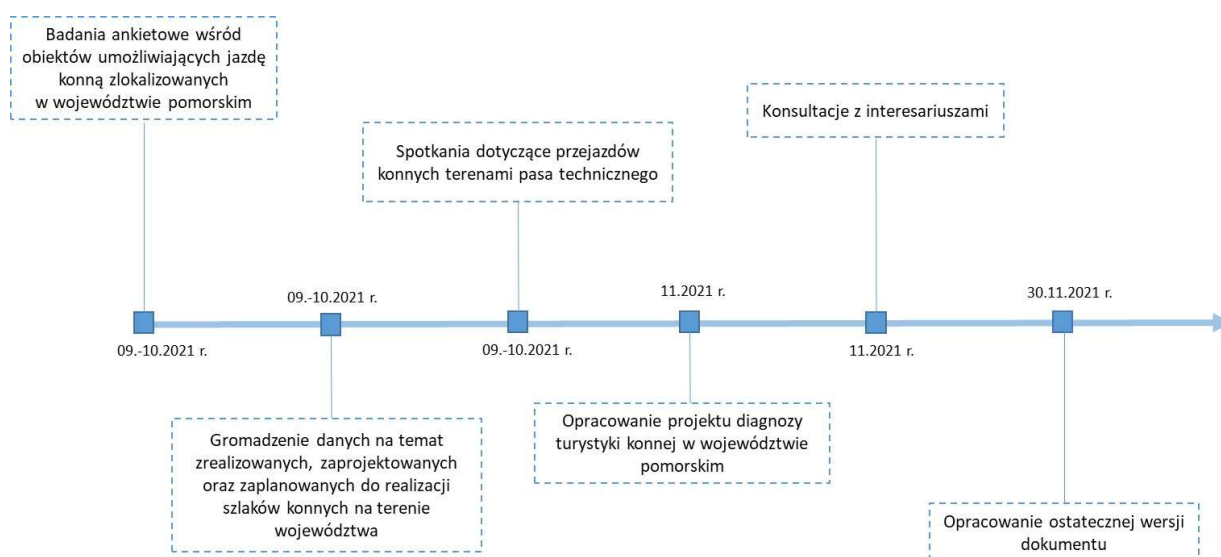 Badania ankietowe wśród
obiektów umożliwiających jazdę
konną zlokalizowanych
w województwie pomorskim
Konsultacje z interesariuszami
Spotkania dotyczące przejazdów
konnych terenami pasa technicznego
09.-10.2021 r.
11.2021 r.
30.11.2021 r.
09.-10.2021 r.
09.-10.2021 r.
11.2021 r.
Gromadzenie danych na temat
zrealizowanych, zaprojektowanych
oraz zaplanowanych do realizacji
szlaków konnych na terenie
województwa
Opracowanie projektu diagnozy
turystyki konnej w województwie
pomorskim
Opracowanie ostatecznej wersji
dokumentu